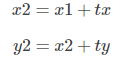 x2 = x1 + tx
y2 = x2 + ty